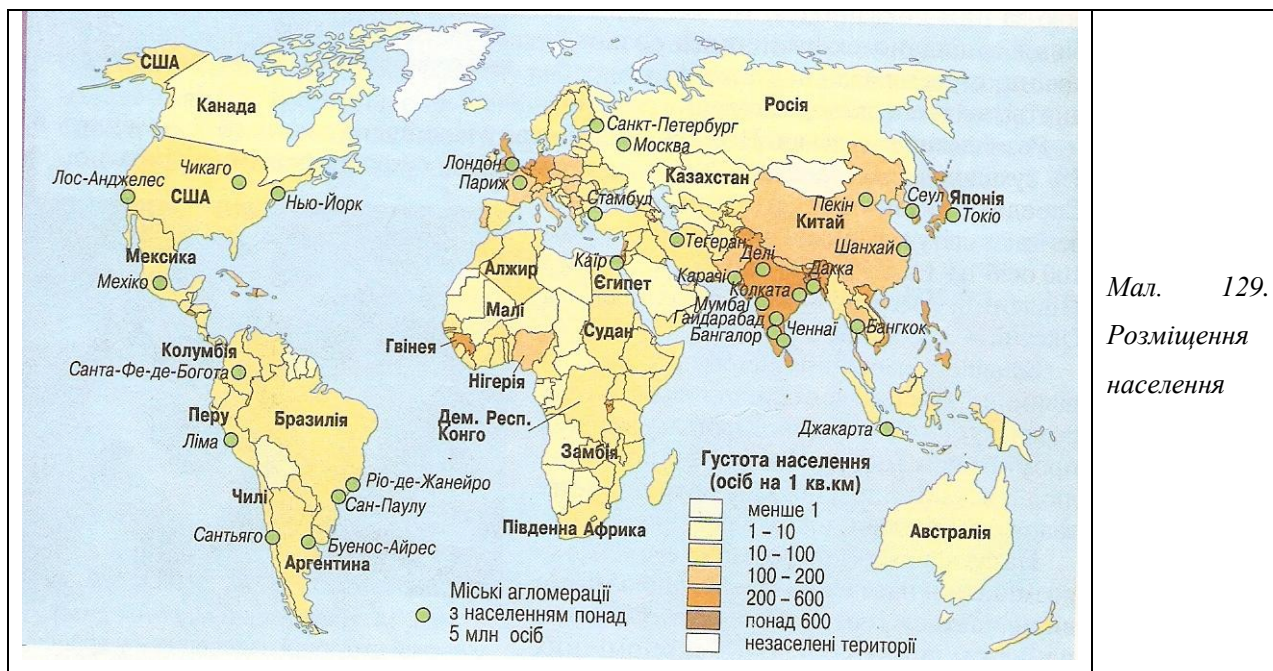 США
Канада
Росія
Санкт-Петербург
Москва
Чикаго
Лондон
Лос-Анджелес
США
Париж
Казахстан
Нью-Йорк
Стамбул
Пекін
Сеул
Японія
Китай
Токіо
Мексика
Тегеран
Шанхай
Мехіко
Алжир
Каїр
Делі
Єгипет
Карачі
Дакка
Колката
Малі
Мумбаї
Судан
Гайдарабад
Ченнаї
Гвінея
Бангалор
Бангкок
Колумбія
Санта-Фе-де-Богота
Нігерія
Перу
Бразилія
Дем. Респ.
Конго
Ліма
Джакарта
Замбія
Ріо-де-Жанейро
Чилі
Сан-Паулу
Австралія
Південна Африка
Сантьяго
Буенос-Айрес
Аргентина
Міські агломерації
з населенням понад
5 млн осіб
Густота населення
(осіб на 1 кв.км)
менше 1
1 – 10
10 – 100
100 – 200
200 – 600
понад 600
незаселені території
Мал. 129.
Розміщення
населення